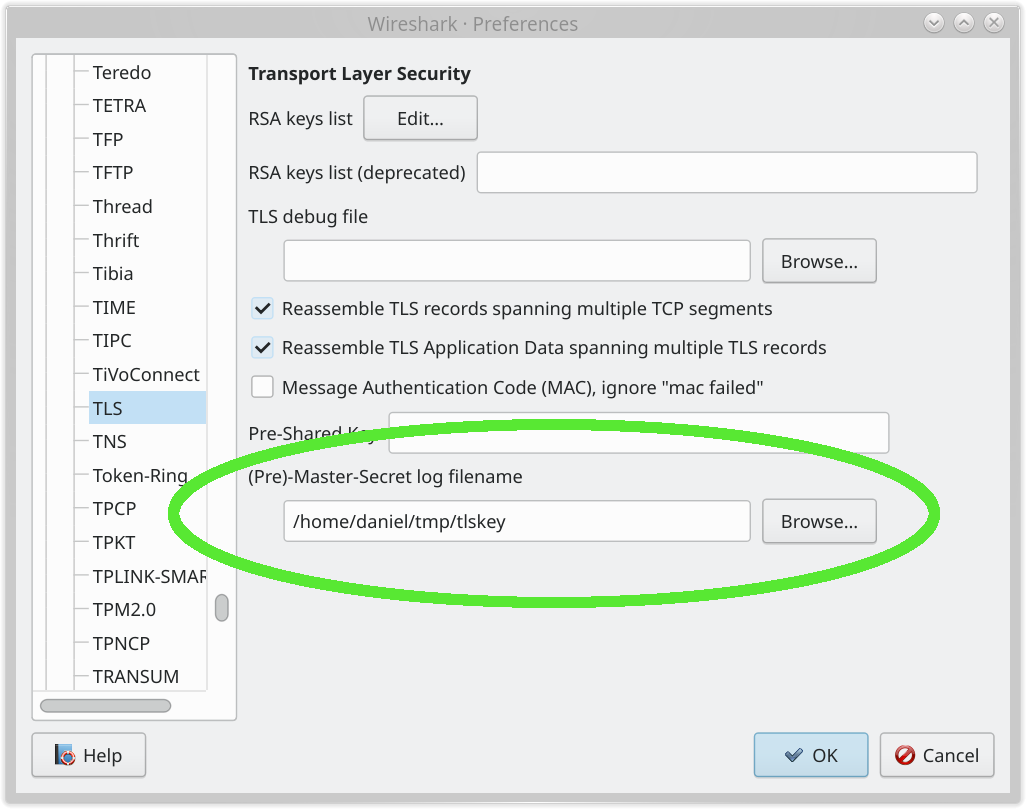 Wireshark · Preferences
Teredo
TETRA
TFP
TFTP
Thread
Thrift
Tibia
TIME
TIPC
TiVoConnect
TLS
TNS
Token-Ring
TPCP
TPKT
TPLINK-SMAR
TPM2.0
TPNCP
TRANSUM
Transport Layer Security
RSA keys list Edit...
RSA keys list (deprecated)
TLS debug file
Browse...
Reassemble TLS records spanning multiple TCP segments
Reassemble TLS Application Data spanning multiple TLS records
Message Authentication Code (MAC), ignore "mac failed"
Pre-Shared Key
(Pre)-Master-Secret log filename
/home/daniel/tmp/tlskey Browse...
Help OK Cancel